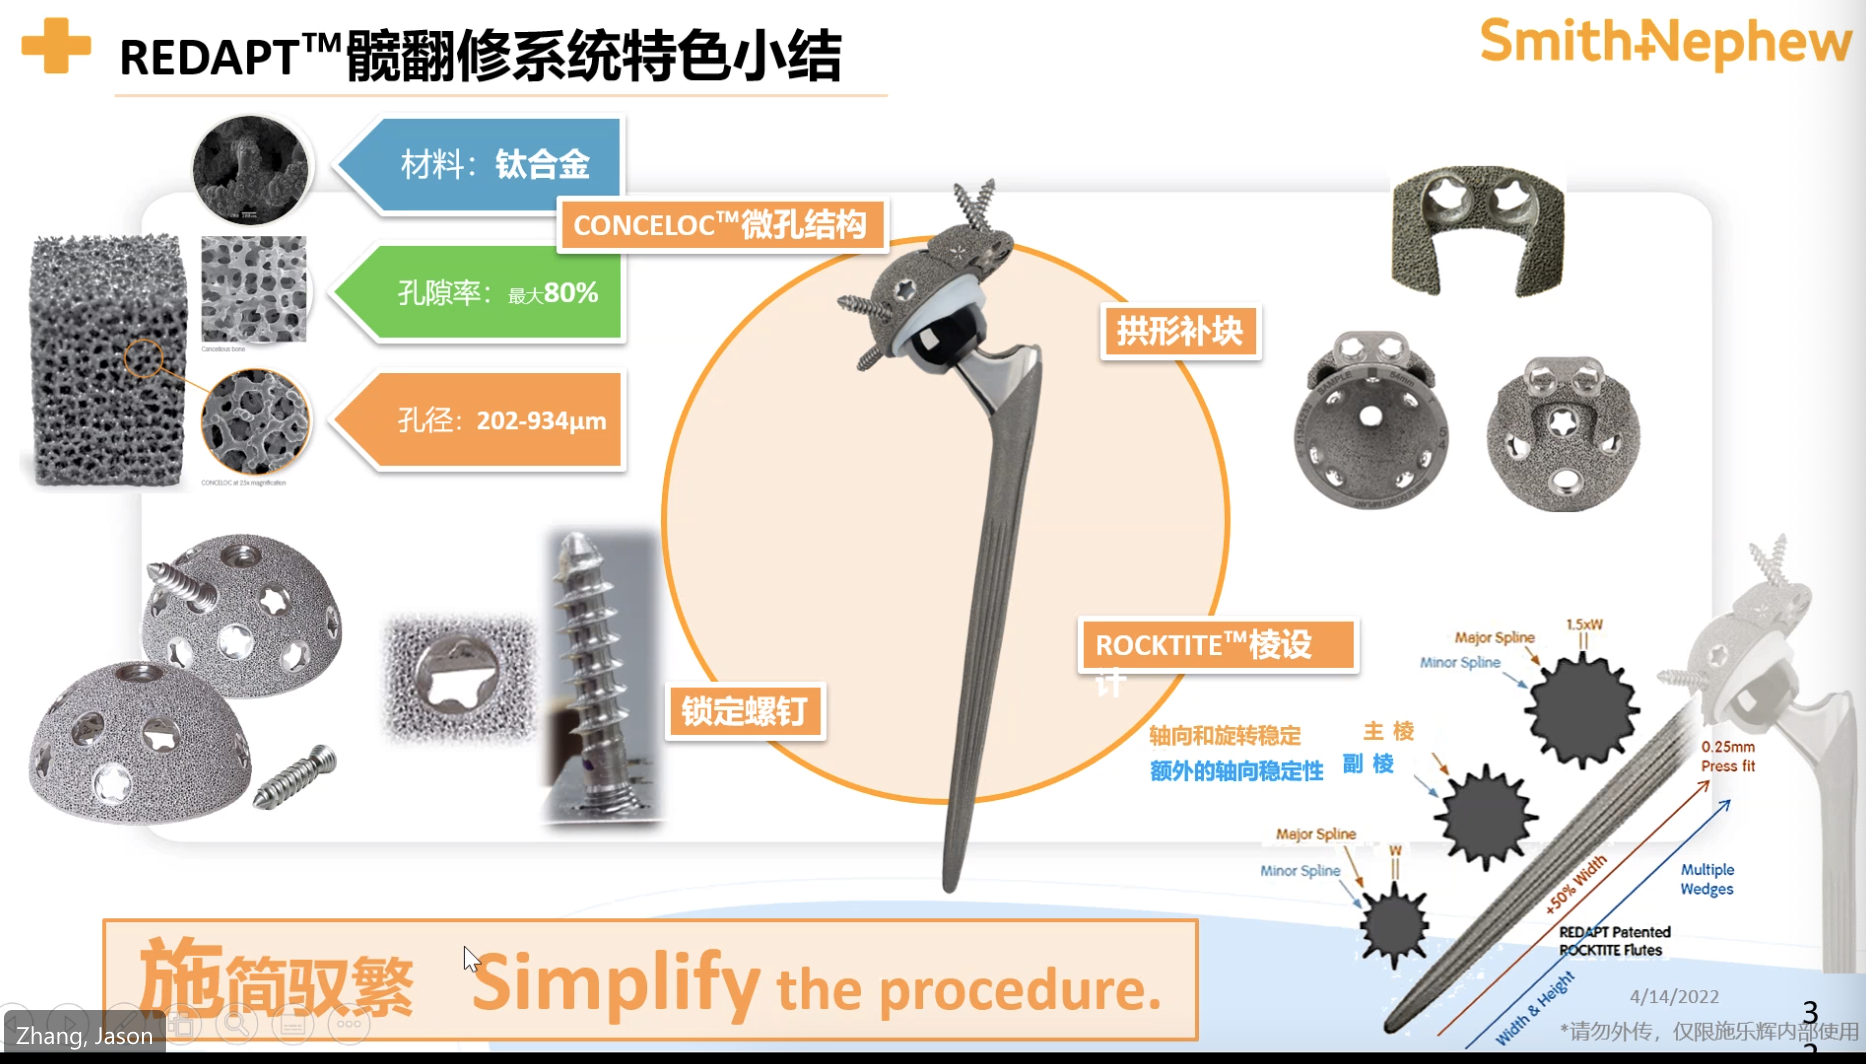 REDAPT™髋翻修系统特色小结
Smith+Nephew
材料：钛合金
CONCELOC™微孔结构
孔隙率：最大80%
Cancellous bone
孔径：202-934μm
CONCELOC at 25x magnification
拱形补块
SAMPLE
54mm
ROCKTITE™棱设
计
锁定螺钉
轴向和旋转稳定
主 棱
额外的轴向稳定性
副 棱
1.5xW
Major Spline
Minor Spline
0.25mm
Press fit
Major Spline
W
Minor Spline
+50% Width
Multiple
Wedges
REDAPT Patented
ROCKTITE Flutes
Width & Height
施简驭繁 Simplify the procedure.
4/14/2022
3
*请勿外传，仅限施乐辉内部使用
Zhang, Jason